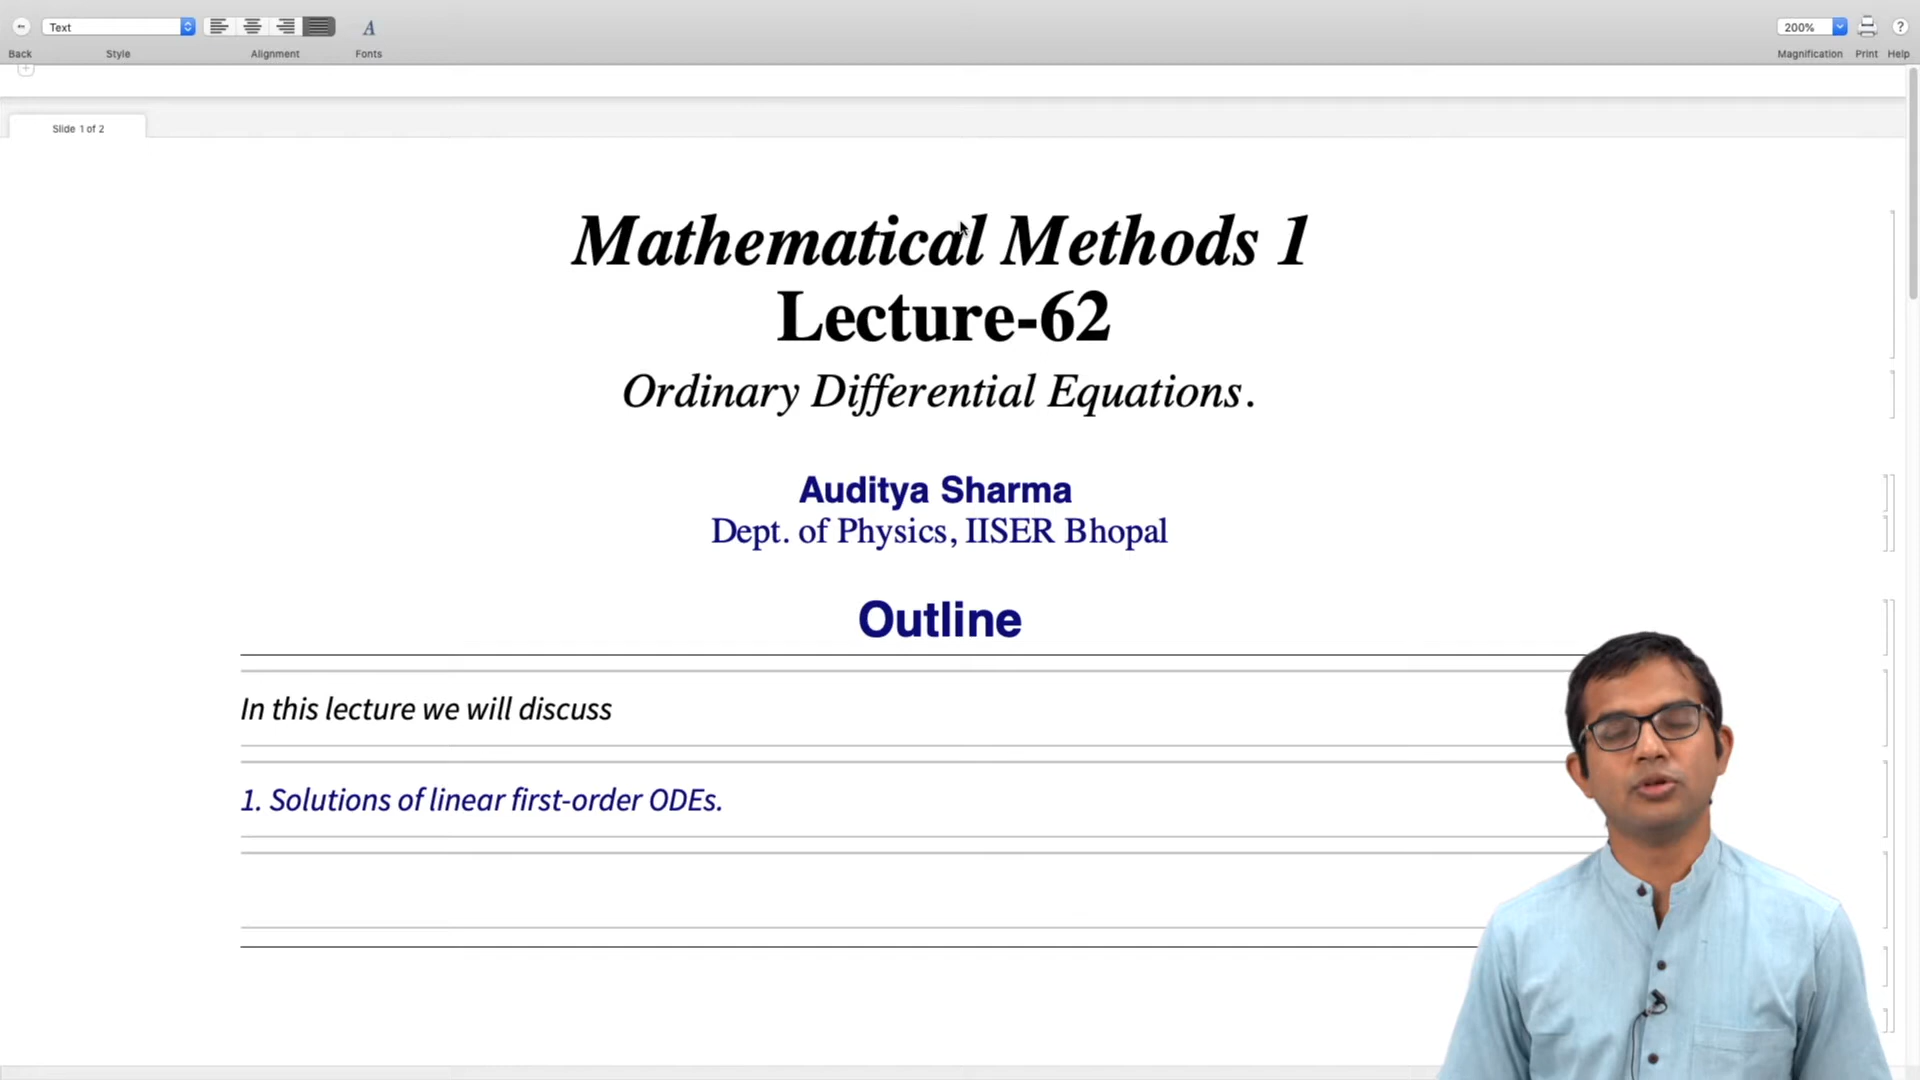 Text
200%
Back
Style
Alignment
Fonts
Magnification
Print
Help
Slide 1 of 2
Mathematical Methods 1
Lecture-62
Ordinary Differential Equations.
Auditya Sharma
Dept. of Physics, IISER Bhopal
Outline
In this lecture we will discuss
1. Solutions of linear first-order ODEs.